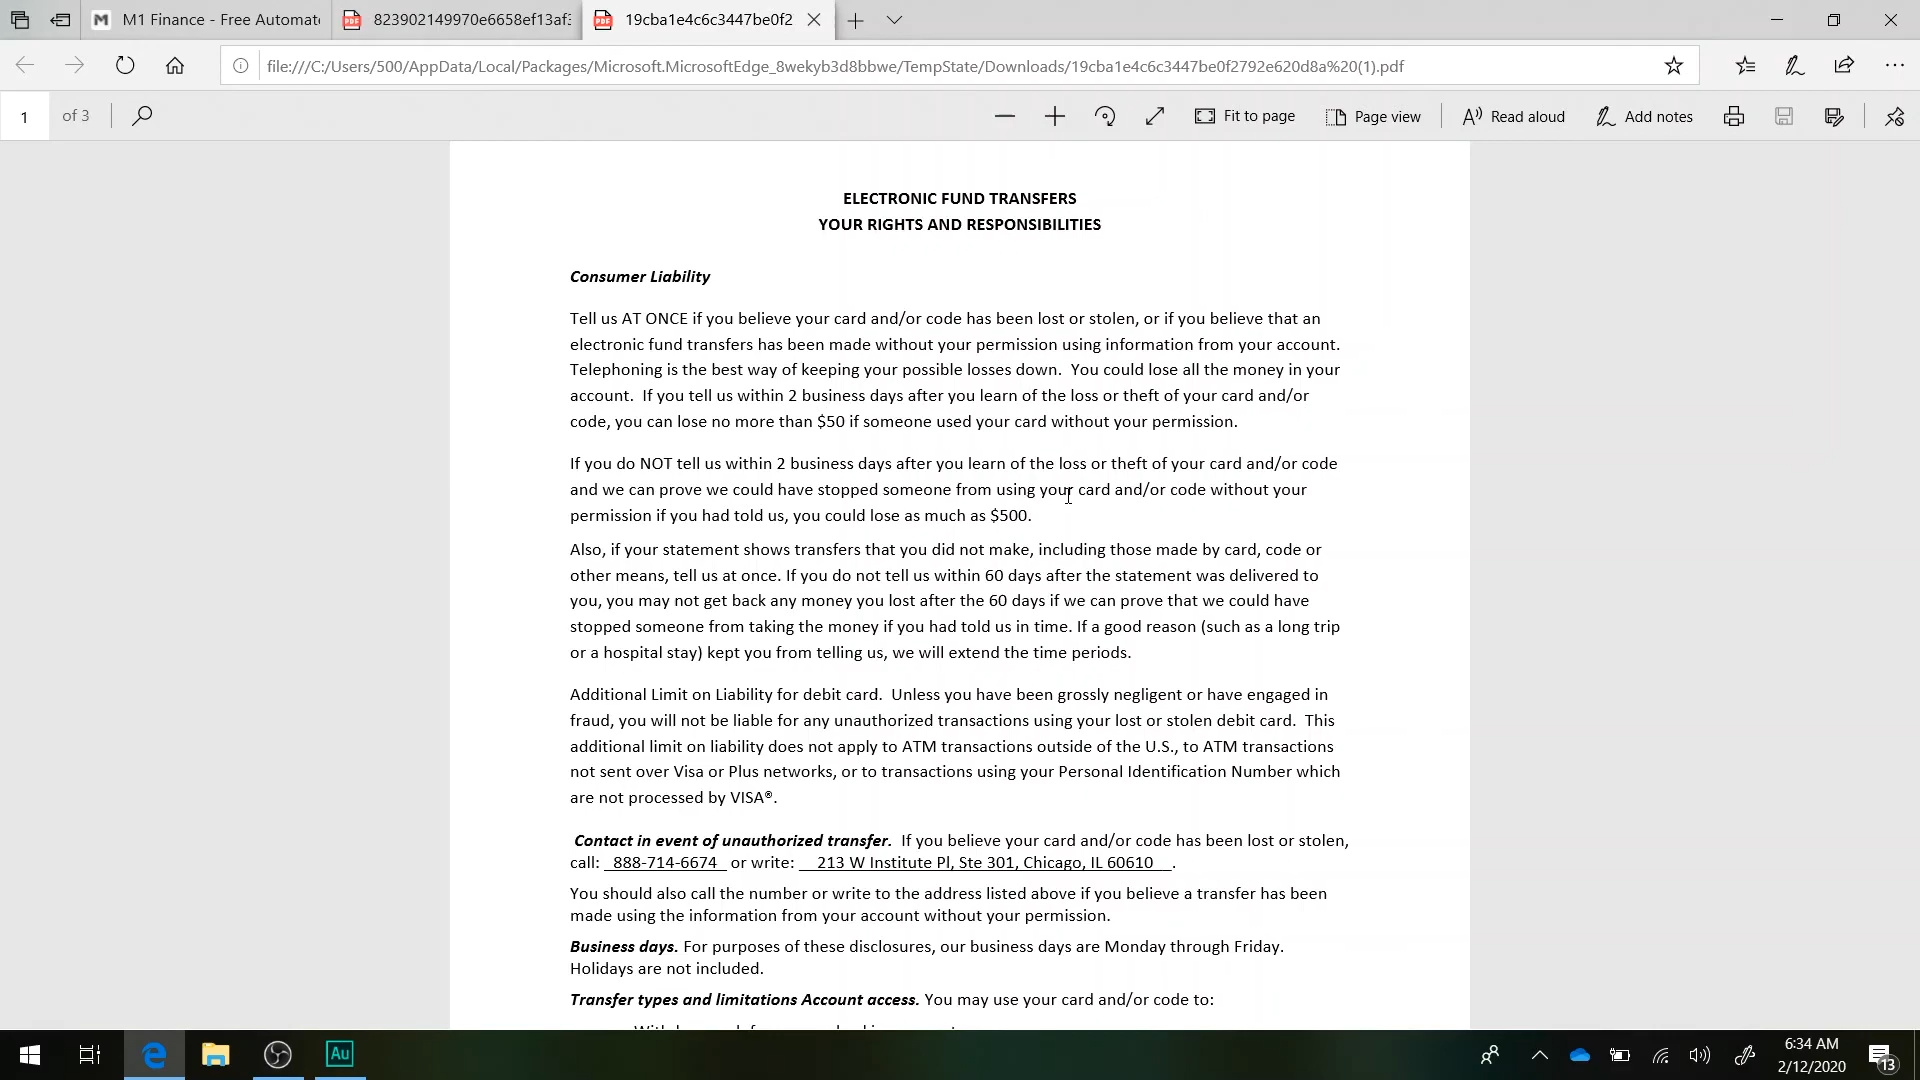 M1 Finance - Free Automat
823902149970e6658ef13af3
19cba1e4c6c3447be0f2
file:///C:/Users/500/AppData/Local/Packages/Microsoft.MicrosoftEdge_8wekyb3d8bbwe/TempState/Downloads/19cba1e4c6c3447be0f2792e620d8a%20(1).pdf
1 of 3
Fit to page
Page view
Read aloud
Add notes
ELECTRONIC FUND TRANSFERS
YOUR RIGHTS AND RESPONSIBILITIES
Consumer Liability
Tell us AT ONCE if you believe your card and/or code has been lost or stolen, or if you believe that an
electronic fund transfers has been made without your permission using information from your account.
Telephoning is the best way of keeping your possible losses down. You could lose all the money in your
account. If you tell us within 2 business days after you learn of the loss or theft of your card and/or
code, you can lose no more than $50 if someone used your card without your permission.
If you do NOT tell us within 2 business days after you learn of the loss or theft of your card and/or code
and we can prove we could have stopped someone from using your card and/or code without your
permission if you had told us, you could lose as much as $500.
Also, if your statement shows transfers that you did not make, including those made by card, code or
other means, tell us at once. If you do not tell us within 60 days after the statement was delivered to
you, you may not get back any money you lost after the 60 days if we can prove that we could have
stopped someone from taking the money if you had told us in time. If a good reason (such as a long trip
or a hospital stay) kept you from telling us, we will extend the time periods.
Additional Limit on Liability for debit card. Unless you have been grossly negligent or have engaged in
fraud, you will not be liable for any unauthorized transactions using your lost or stolen debit card. This
additional limit on liability does not apply to ATM transactions outside of the U.S., to ATM transactions
not sent over Visa or Plus networks, or to transactions using your Personal Identification Number which
are not processed by VISA®.
Contact in event of unauthorized transfer. If you believe your card and/or code has been lost or stolen,
call: 888-714-6674 or write: 213 W Institute Pl, Ste 301, Chicago, IL 60610.
You should also call the number or write to the address listed above if you believe a transfer has been
made using the information from your account without your permission.
Business days. For purposes of these disclosures, our business days are Monday through Friday.
Holidays are not included.
Transfer types and limitations Account access. You may use your card and/or code to:
Au
6:34 AM
2/12/2020
13